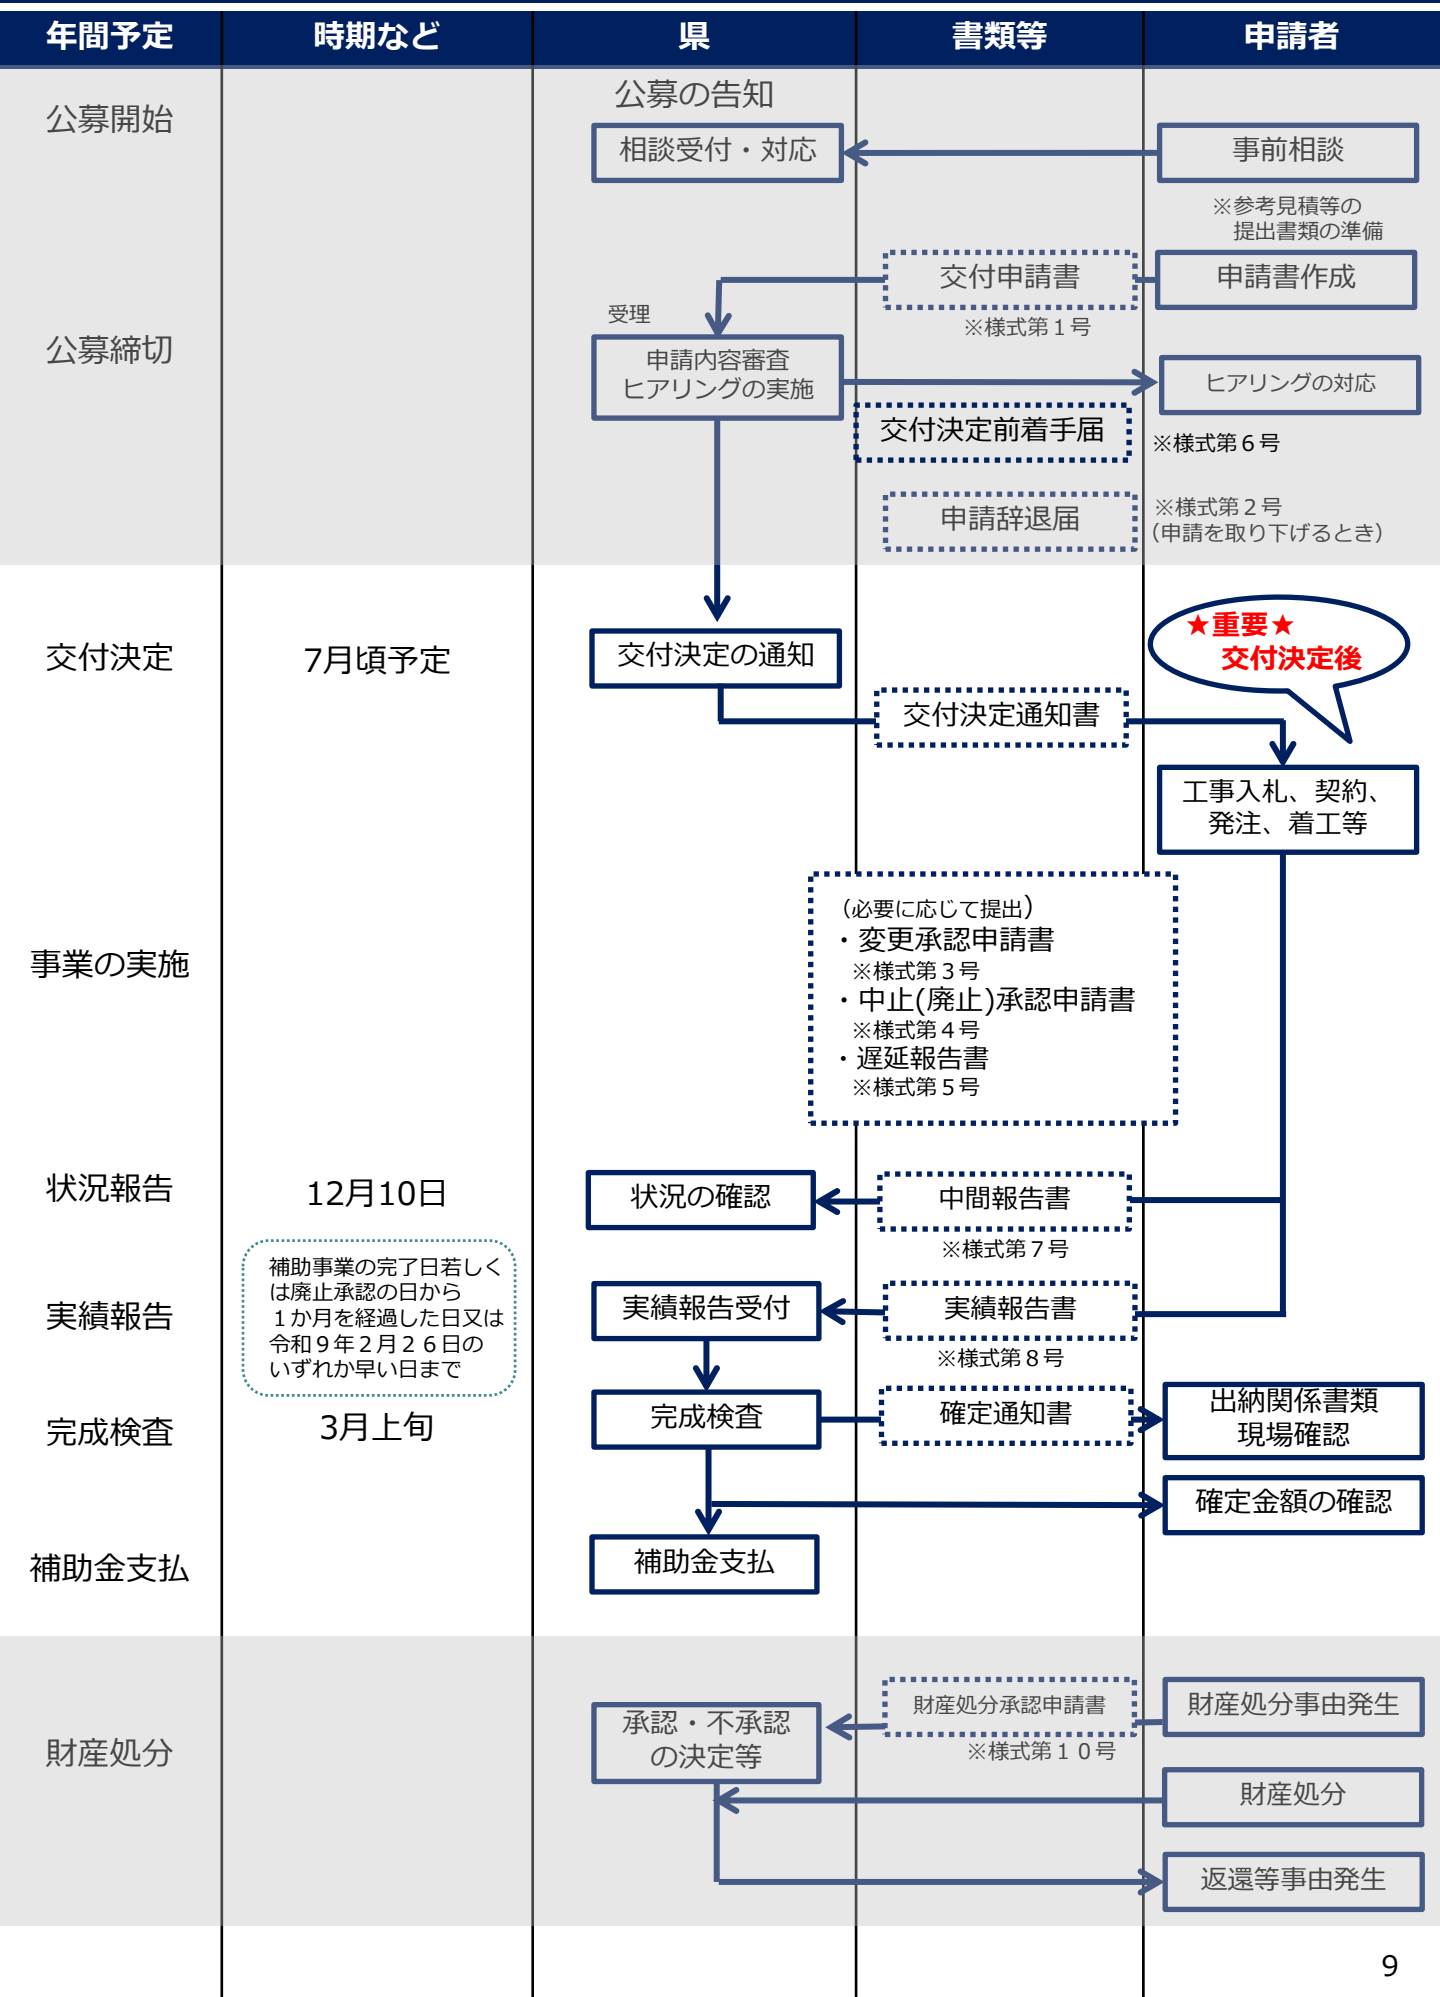 年間予定
時期など
県
書類等
申請者
公募開始
公募の告知
相談受付・対応
事前相談
※参考見積等の
提出書類の準備
交付申請書
申請書作成
※様式第１号
公募締切
受理
申請内容審査
ヒアリングの実施
ヒアリングの対応
交付決定前着手届
※様式第６号
申請辞退届
※様式第２号
（申請を取り下げるとき）
交付決定
7月頃予定
交付決定の通知
★重要★
交付決定後
交付決定通知書
工事入札、契約、
発注、着工等
事業の実施
（必要に応じて提出）
・変更承認申請書
※様式第３号
・中止(廃止)承認申請書
※様式第４号
・遅延報告書
※様式第５号
状況報告
12月10日
状況の確認
中間報告書
※様式第７号
実績報告
補助事業の完了日若しく
は廃止承認の日から
１か月を経過した日又は
令和９年２月２６日の
いずれか早い日まで
実績報告受付
実績報告書
※様式第８号
完成検査
3月上旬
完成検査
確定通知書
出納関係書類
現場確認
確定金額の確認
補助金支払
補助金支払
財産処分
承認・不承認
の決定等
財産処分承認申請書
※様式第１０号
財産処分事由発生
財産処分
返還等事由発生
9